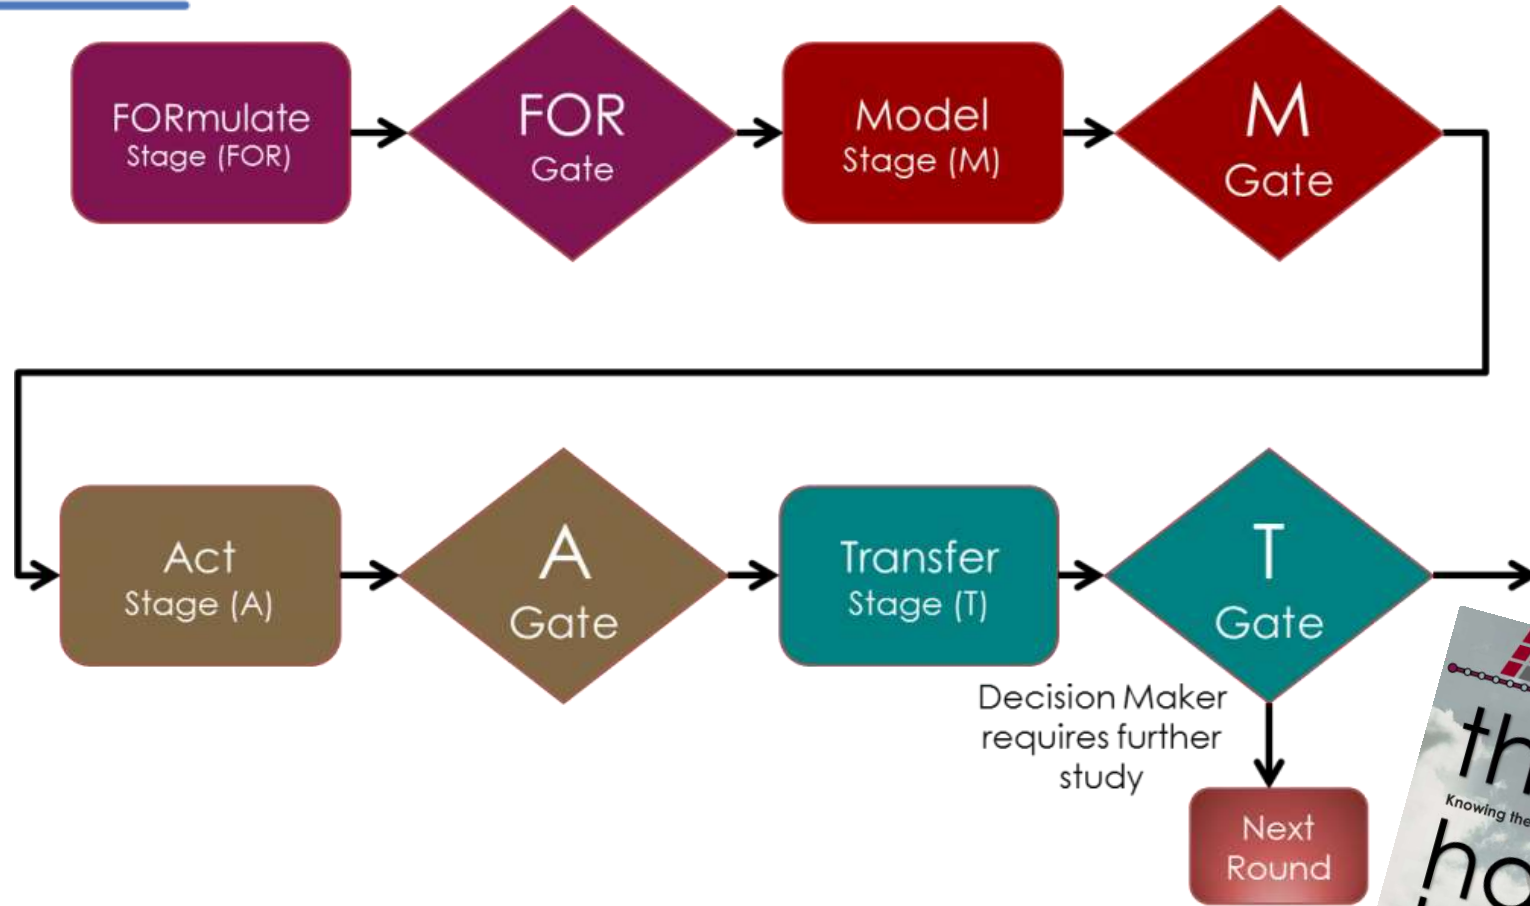 FORmulate
Stage (FOR)
FOR
Gate
Model
Stage (M)
M
Gate
Act
Stage (A)
A
Gate
Transfer
Stage (T)
T
Gate
Decision Maker
requires further
study
Next
Round
Knowing the